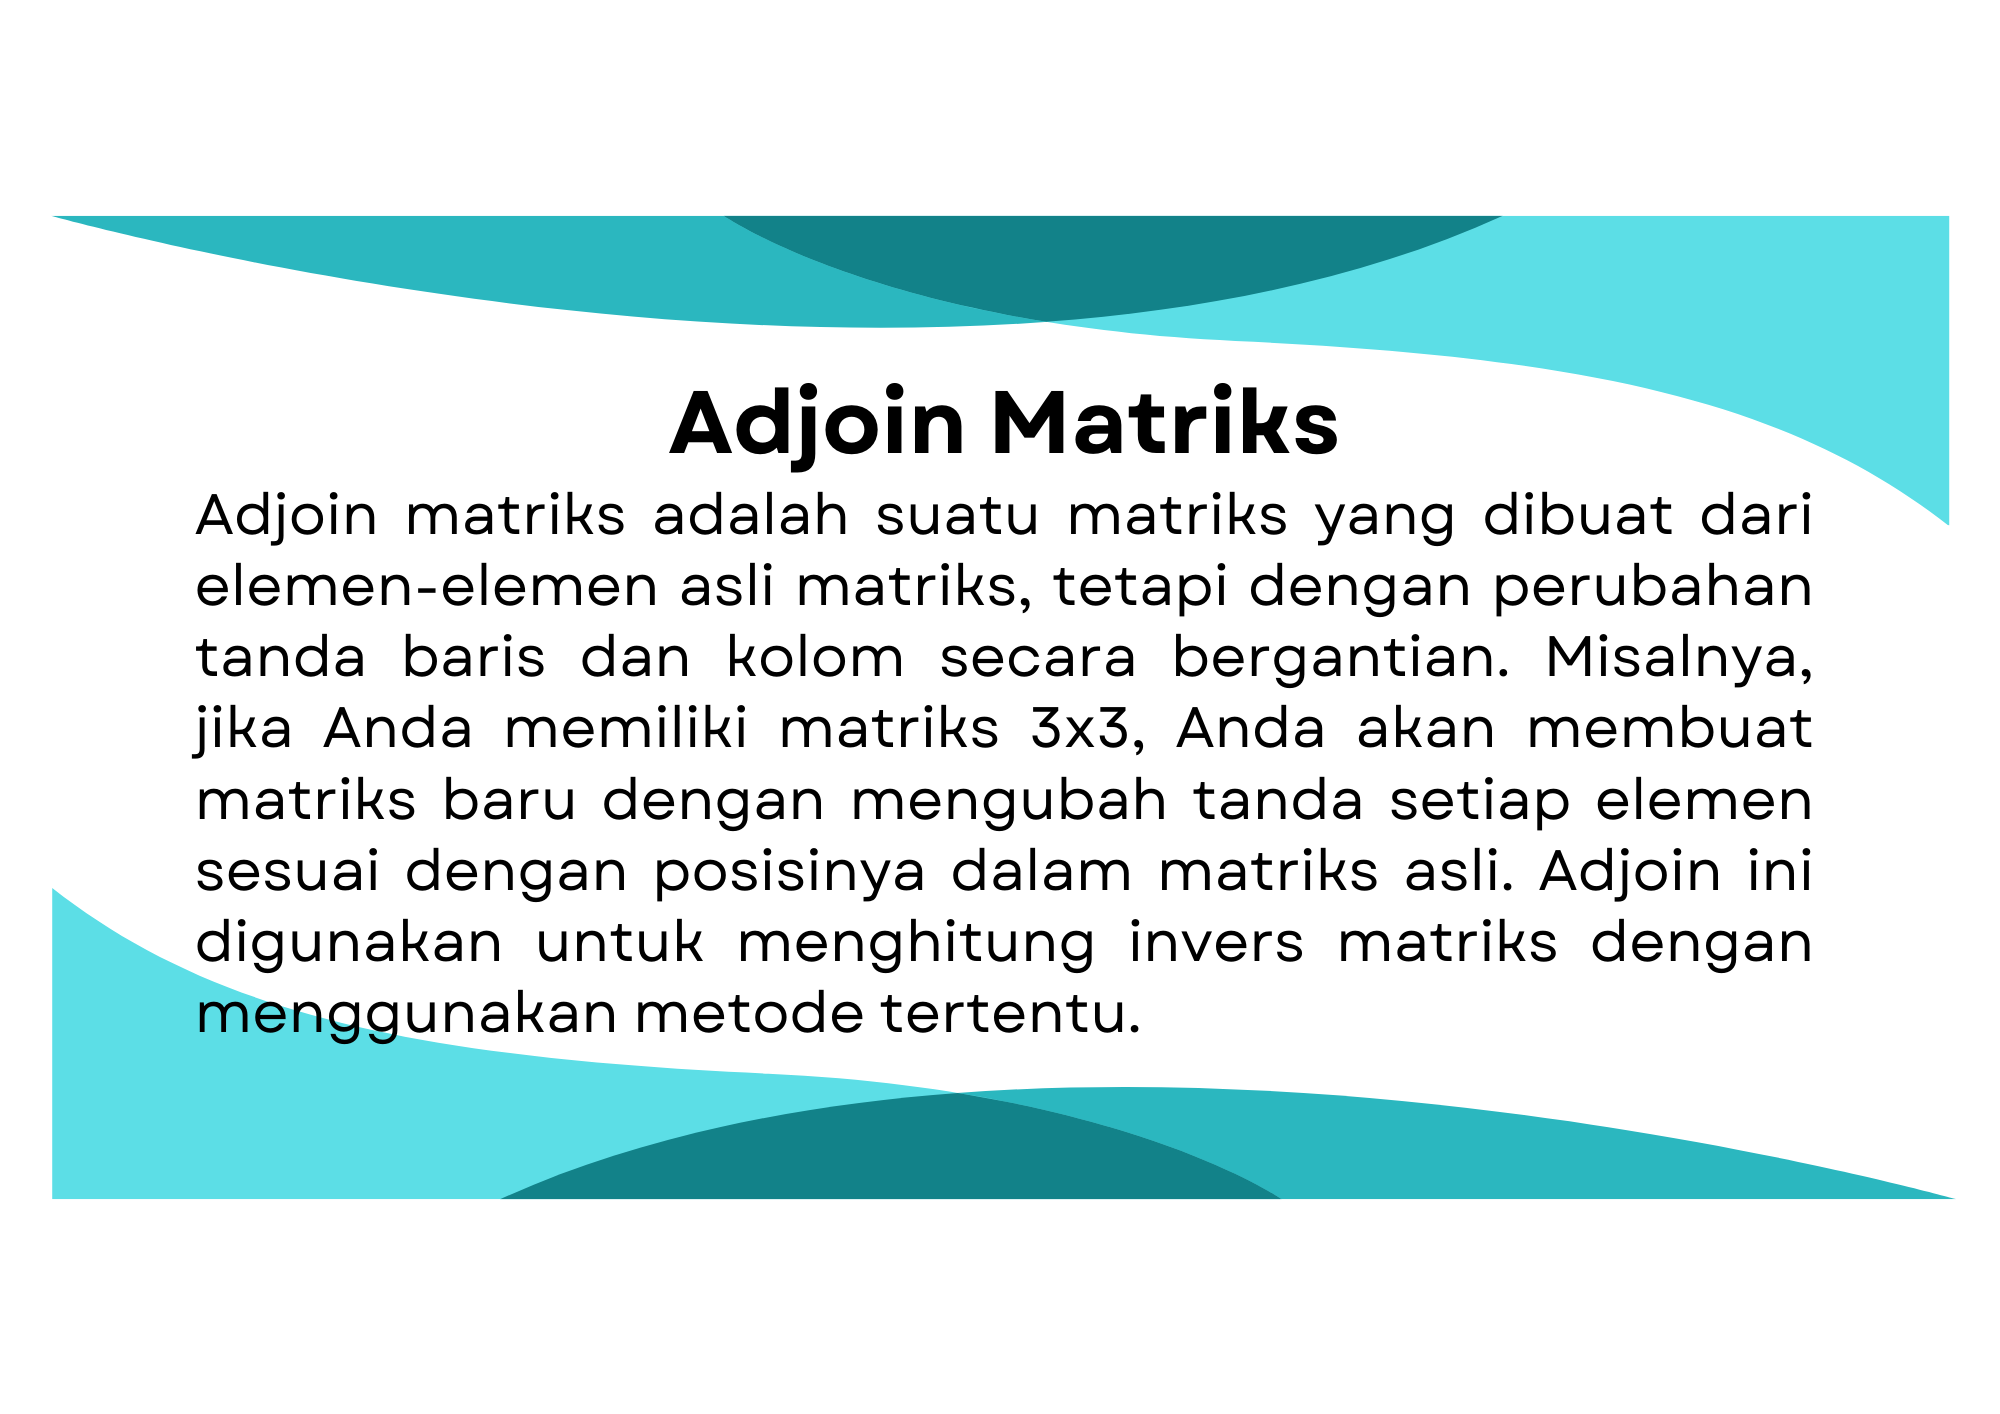 Adjoin Matriks
Adjoin matriks adalah suatu matriks yang dibuat dari
elemen-elemen asli matriks, tetapi dengan perubahan
tanda baris dan kolom secara bergantian. Misalnya,
jika Anda memiliki matriks 3x3, Anda akan membuat
matriks baru dengan mengubah tanda setiap elemen
sesuai dengan posisinya dalam matriks asli. Adjoin ini
digunakan untuk menghitung invers matriks dengan
menggunakan metode tertentu.